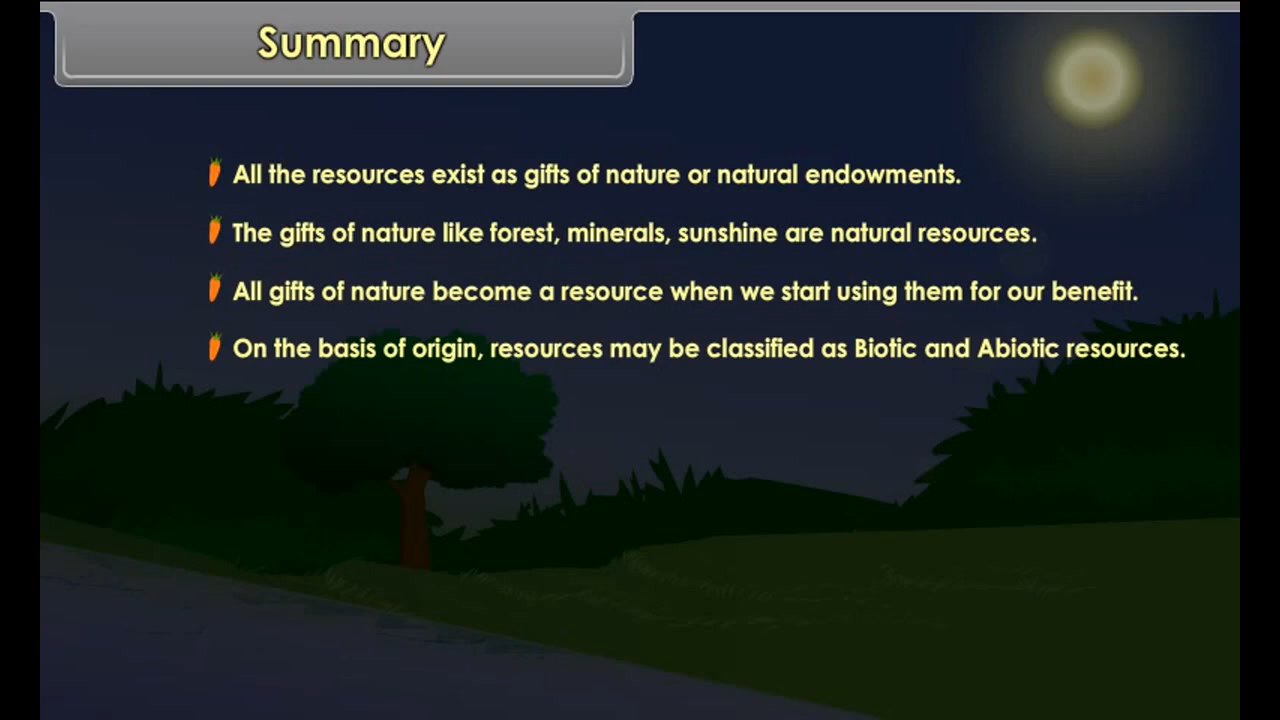 Summary
All the resources exist as gifts of nature or natural endowments.
The gifts of nature like forest, minerals, sunshine are natural resources.
All gifts of nature become a resource when we start using them for our benefit.
On the basis of origin, resources may be classified as Biotic and Abiotic resources.